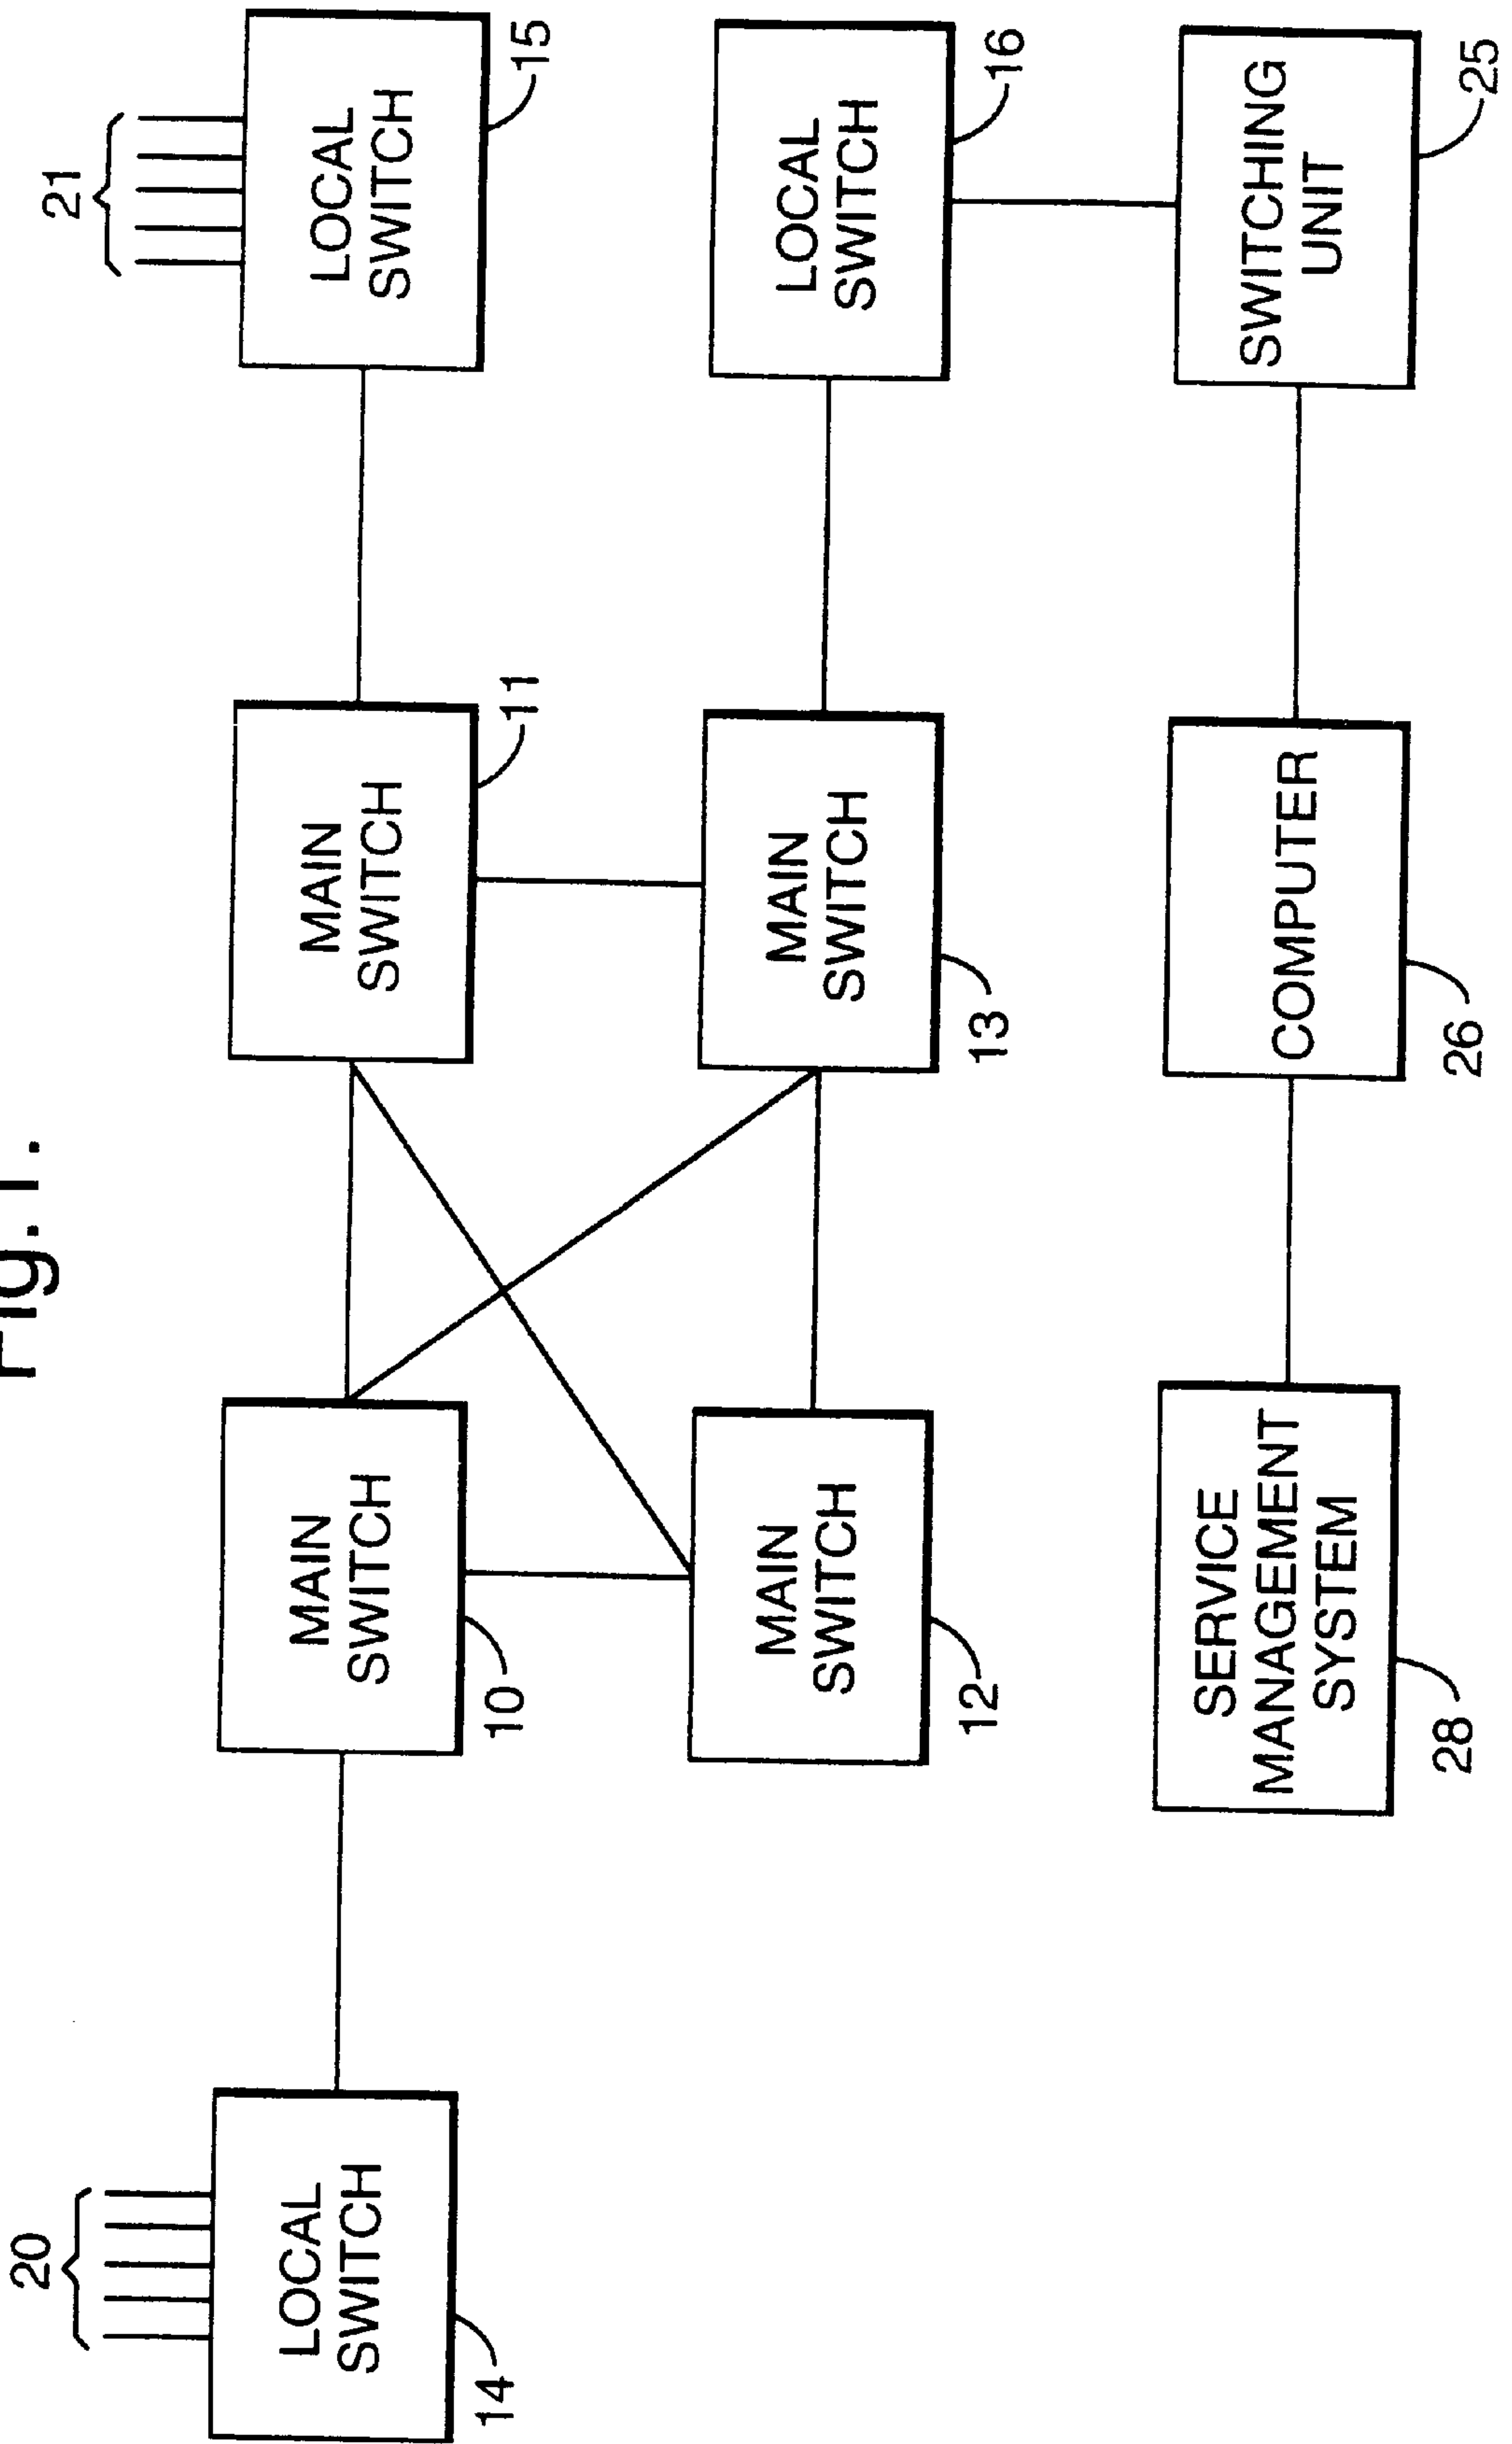 Fig.1.
20
21
LOCAL
SWITCH
14
MAIN
SWITCH
10
MAIN
SWITCH
11
LOCAL
SWITCH
15
MAIN
SWITCH
12
MAIN
SWITCH
13
LOCAL
SWITCH
16
SERVICE
MANAGEMENT
SYSTEM
28
COMPUTER
26
SWITCHING
UNIT
25